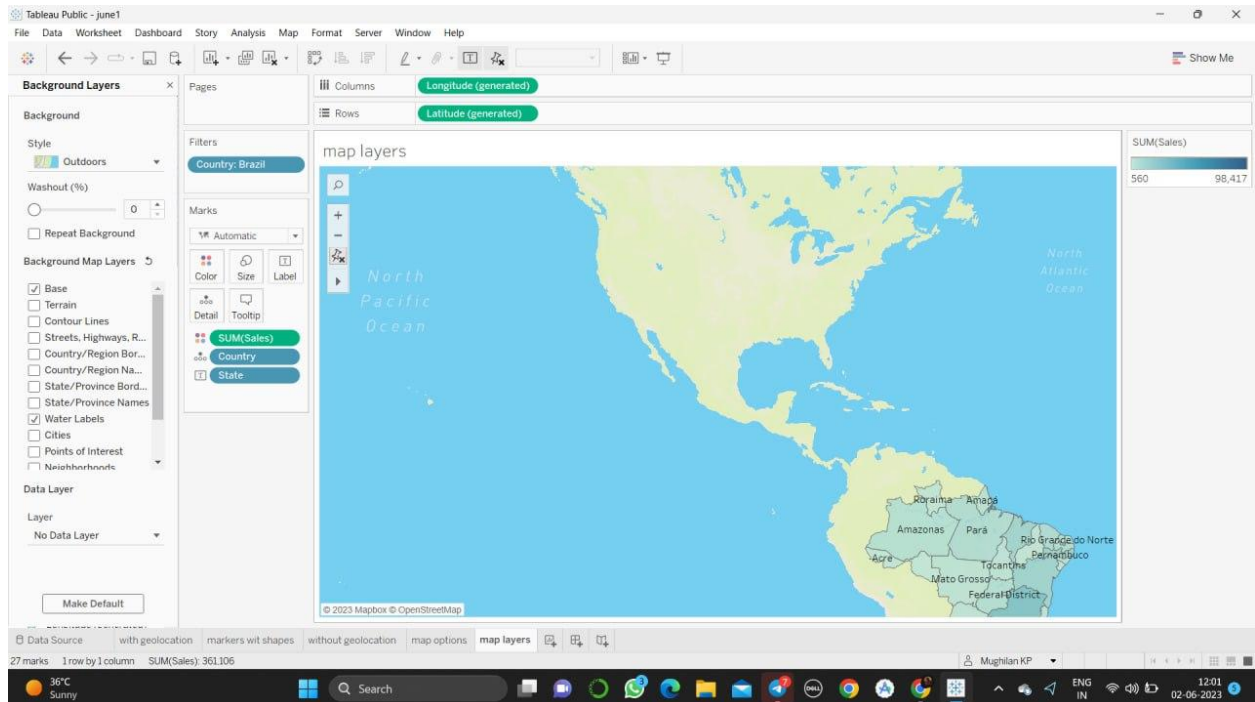 Tableau Public - june1
File Data Worksheet Dashboard Story Analysis Map Format Server Window Help
Show Me
Background Layers
Background
Style
Outdoors
Washout (%)
0
Repeat Background
Background Map Layers
Base
Terrain
Contour Lines
Streets, Highways, R...
Country/Region Bor...
Country/Region Na...
State/Province Bord...
State/Province Names
Water Labels
Cities
Points of Interest
Neighborhoods
Data Layer
Layer
No Data Layer
Make Default
Pages
Filters
Country: Brazil
Marks
Automatic
Color Size Label
Detail Tooltip
SUM(Sales)
Country
State
Columns Longitude (generated)
Rows Latitude (generated)
map layers
North
Pacific
Ocean
North
Atlantic
Ocean
Roraima Amapá
Amazonas Pará
Rio Grande do Norte
Pernambuco
Acre
Tocantins
Mato Grosso
Federal District
© 2023 Mapbox © OpenStreetMap
SUM(Sales)
560 98,417
Data Source with geolocation markers wit shapes without geolocation map options map layers
27 marks 1 row by 1 column SUM(Sales): 361,106
Mughilan KP
36°C
Sunny
Search
3
7
DELL
ENG
IN
12:01
02-06-2023
5